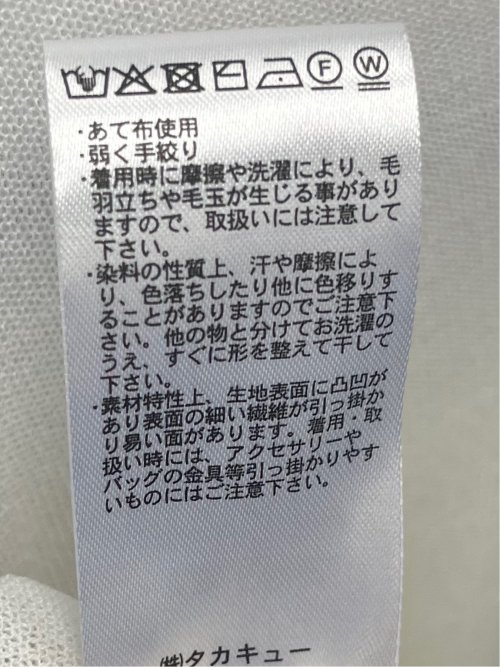 Ⓕ Ⓦ
・あて布使用
・弱く手絞り
・着用時に摩擦や洗濯により、毛
羽立ちや毛玉が生じる事があり
ますので、取扱いには注意して
下さい。
・染料の性質上、汗や摩擦によ
り、色落ちしたり他に色移りす
ることがありますのでご注意下
さい。他の物と分けてお洗濯の
うえ、すぐに形を整えて干して
下さい。
・素材特性上、生地表面に凸凹が
あり表面の細い繊維が引っ掛か
り易い面があります。着用・取
扱い時には、アクセサリーや
バッグの金具等引っ掛かりやす
いものにはご注意下さい。
㈱タカキュー